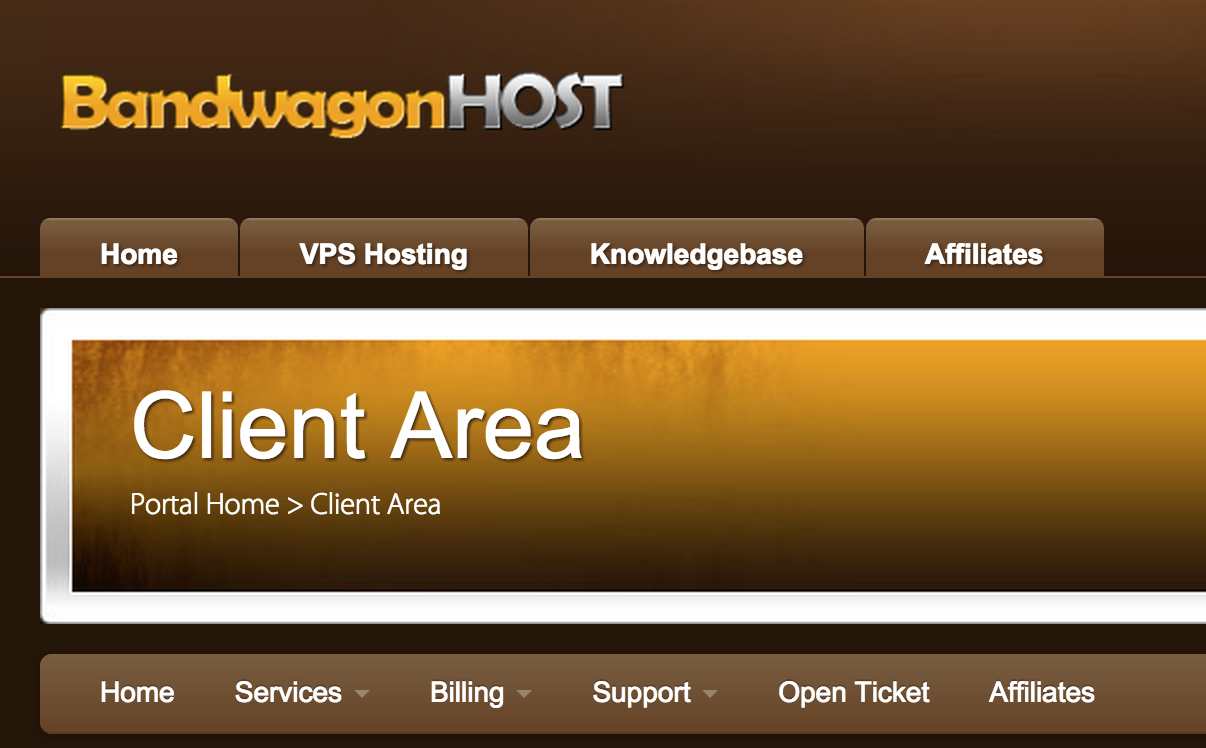 BandwagonHOST
Home VPS Hosting Knowledgebase Affiliates
Client Area
Portal Home > Client Area
Home Services Billing Support Open Ticket Affiliates